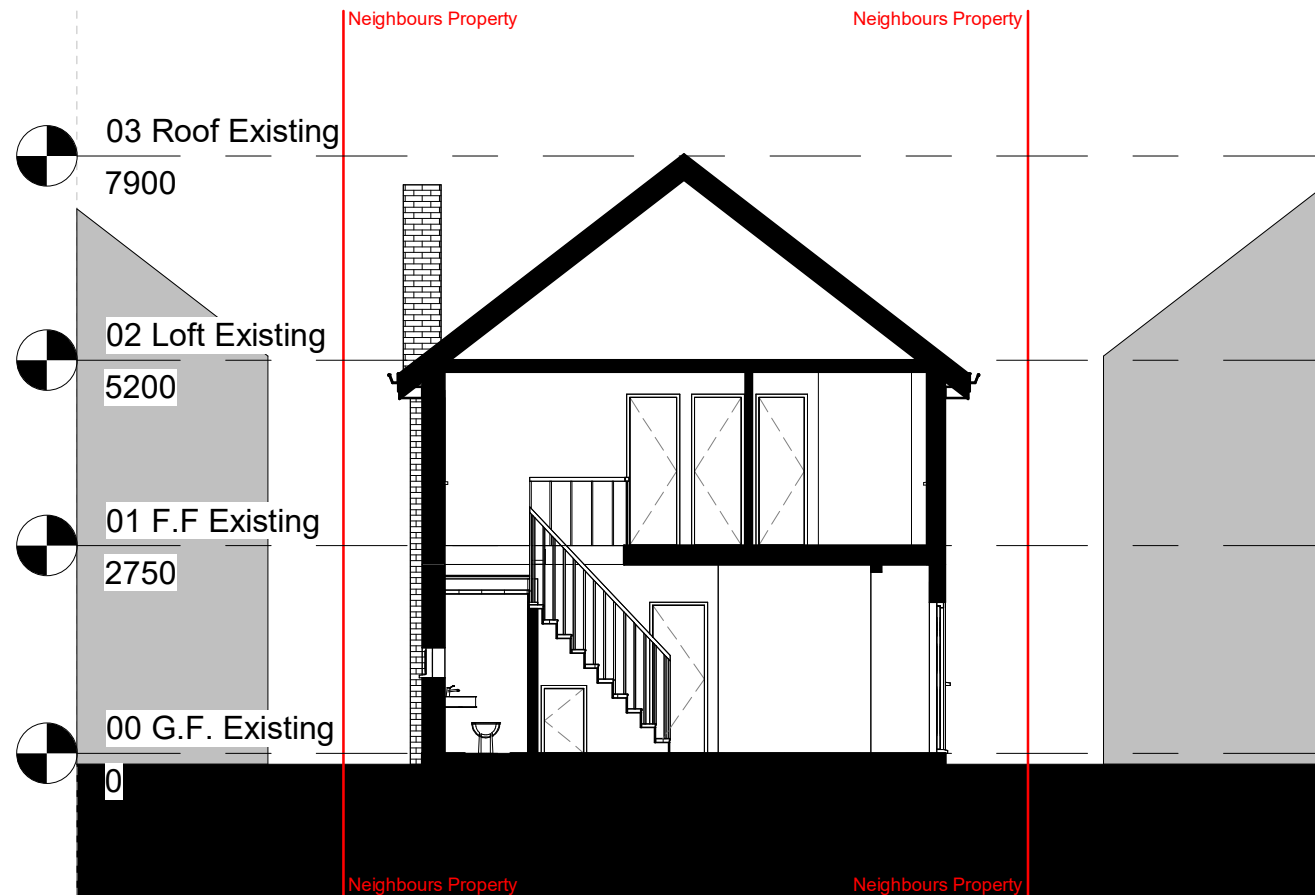 Neighbours Property
Neighbours Property
03 Roof Existing
7900
02 Loft Existing
5200
01 F.F Existing
2750
00 G.F. Existing
0
Neighbours Property
Neighbours Property